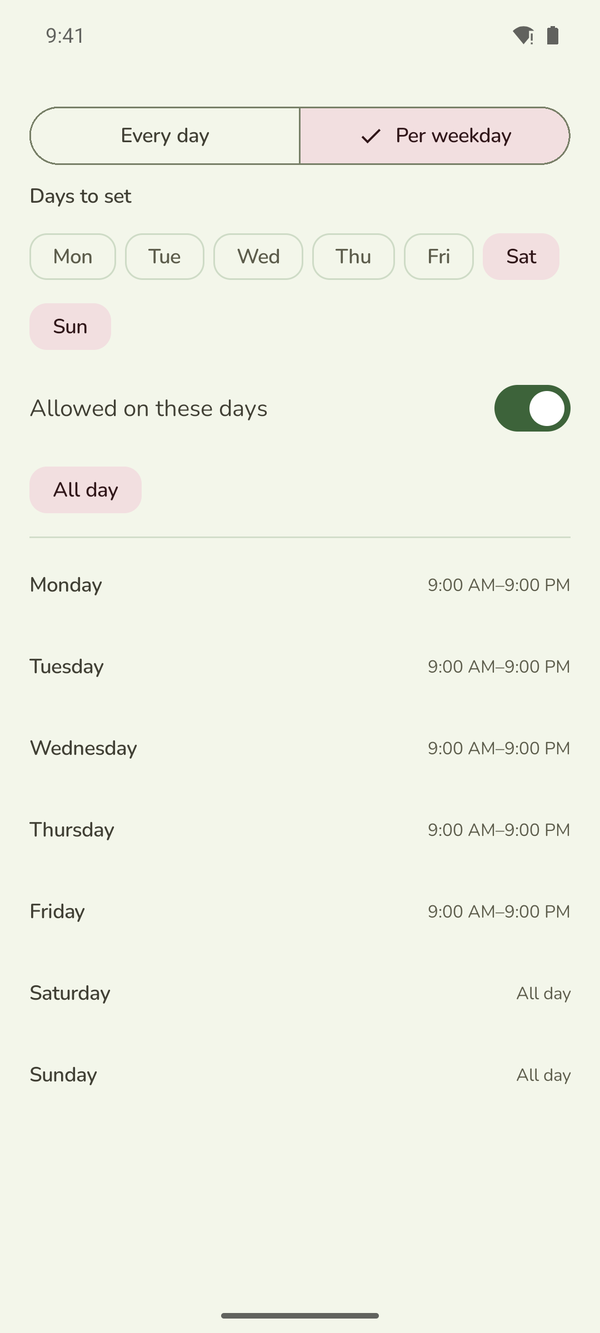 9:41
Every day
Per weekday
Days to set
Mon Tue Wed Thu Fri Sat
Sun
Allowed on these days
All day
Monday 9:00 AM–9:00 PM
Tuesday 9:00 AM–9:00 PM
Wednesday 9:00 AM–9:00 PM
Thursday 9:00 AM–9:00 PM
Friday 9:00 AM–9:00 PM
Saturday All day
Sunday All day